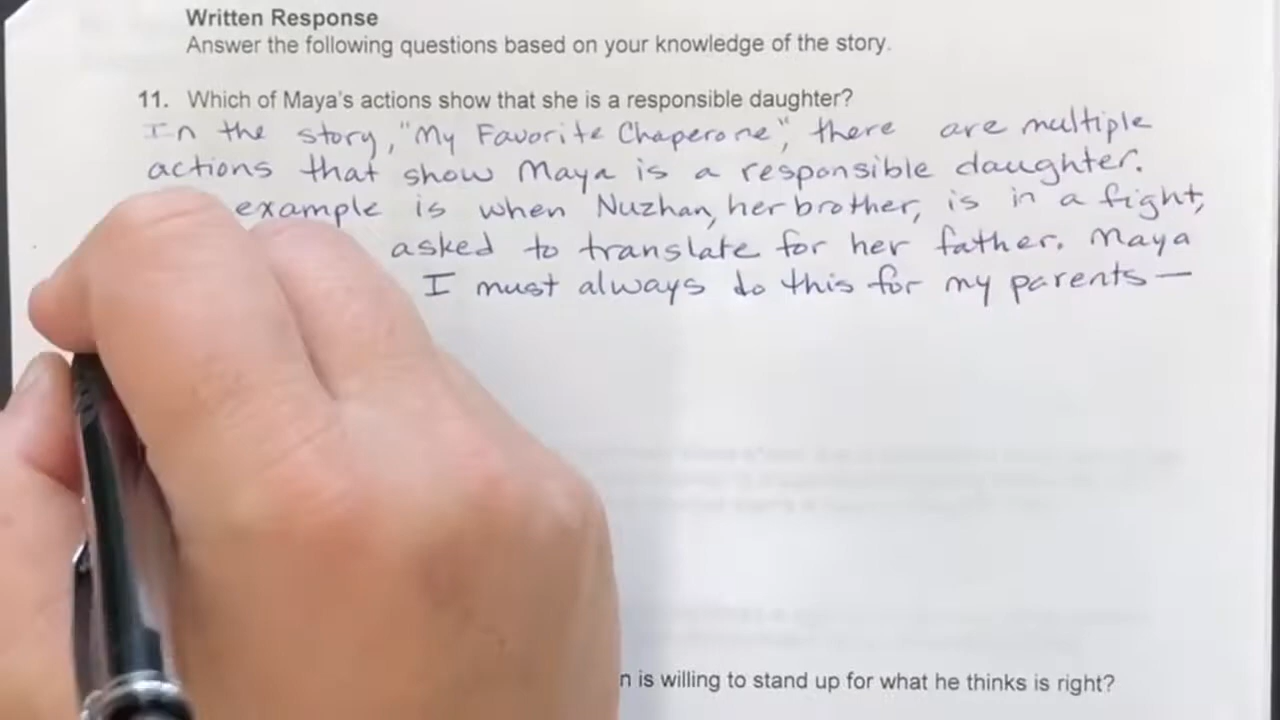 Written Response
Answer the following questions based on your knowledge of the story.
11. Which of Maya's actions show that she is a responsible daughter?
In the story, "My Favorite Chaperone", there are multiple
actions that show Maya is a responsible daughter.
example is when Nuzhan, her brother, is in a fight,
asked to translate for her father. Maya
I must always do this for my parents —
n is willing to stand up for what he thinks is right?